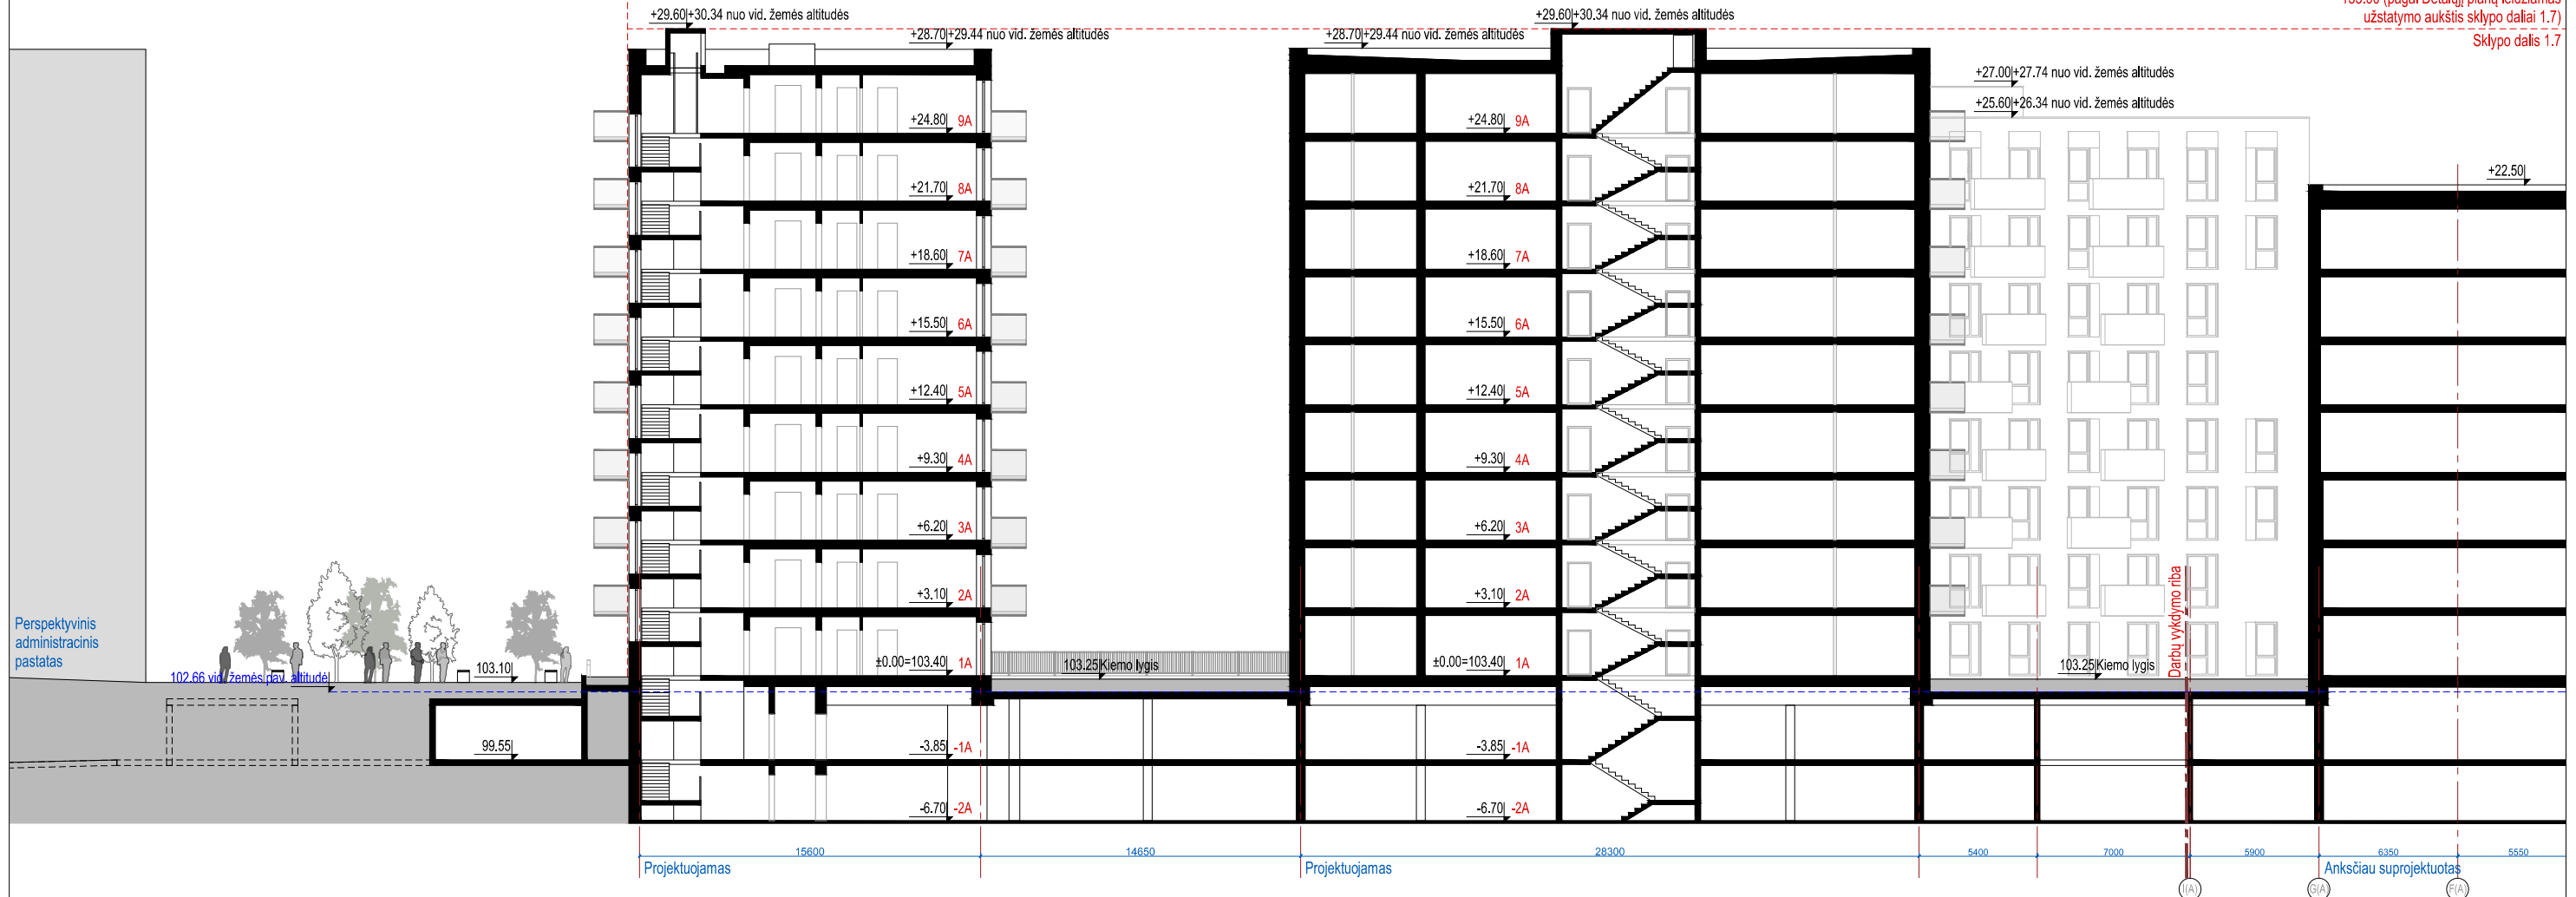 +29.60 +30.34 nuo vid. žemės altitudės
+28.70 +29.44 nuo vid. žemės altitudės
+28.70 +29.44 nuo vid. žemės altitudės
+29.60 +30.34 nuo vid. žemės altitudės
užstatymo aukštis sklypo daliai 1.7)
Sklypo dalis 1.7
+27.00 +27.74 nuo vid. žemės altitudės
+25.60 +26.34 nuo vid. žemės altitudės
+22.50
+24.80 9A
+21.70 8A
+18.60 7A
+15.50 6A
+12.40 5A
+9.30 4A
+6.20 3A
+3.10 2A
±0.00=103.40 1A
-3.85 -1A
-6.70 -2A
+24.80 9A
+21.70 8A
+18.60 7A
+15.50 6A
+12.40 5A
+9.30 4A
+6.20 3A
+3.10 2A
±0.00=103.40 1A
-3.85 -1A
-6.70 -2A
Perspektyvinis
administracinis
pastatas
102.66 vid. žemės pav. altitudė
103.10
99.55
103.25 Kiemo lygis
103.25 Kiemo lygis
Darbų vykdymo riba
15600
14650
28300
5400
7000
5900
6350
5550
Projektuojamas
Projektuojamas
Anksčiau suprojektuotas
I(A)
G(A)
F(A)